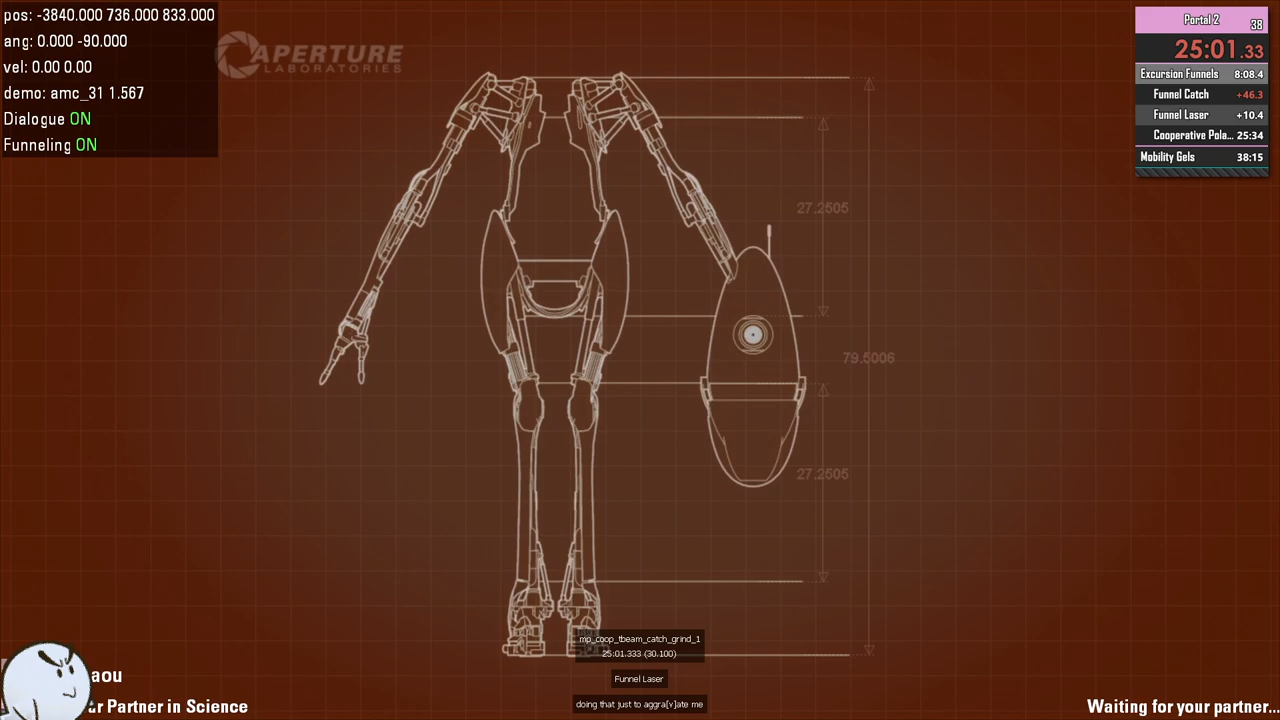 pos: -3840.000 736.000 833.000
ang: 0.000 -90.000
vel: 0.00 0.00
demo: amc_31 1.567
Dialogue ON
Funneling ON
APERTURE
LABORATORIES
Portal 2
38
25:01.33
Excursion Funnels 8:08.4
Funnel Catch +46.3
Funnel Laser +10.4
Cooperative Pola... 25:34
Mobility Gels 38:15
27.2505
79.5006
27.2505
mp_coop_tbeam_catch_grind_1
25:01.333 (30.100)
Funnel Laser
doing that just to aggra[v]ate me
aou
ur Partner in Science
Waiting for your partner...